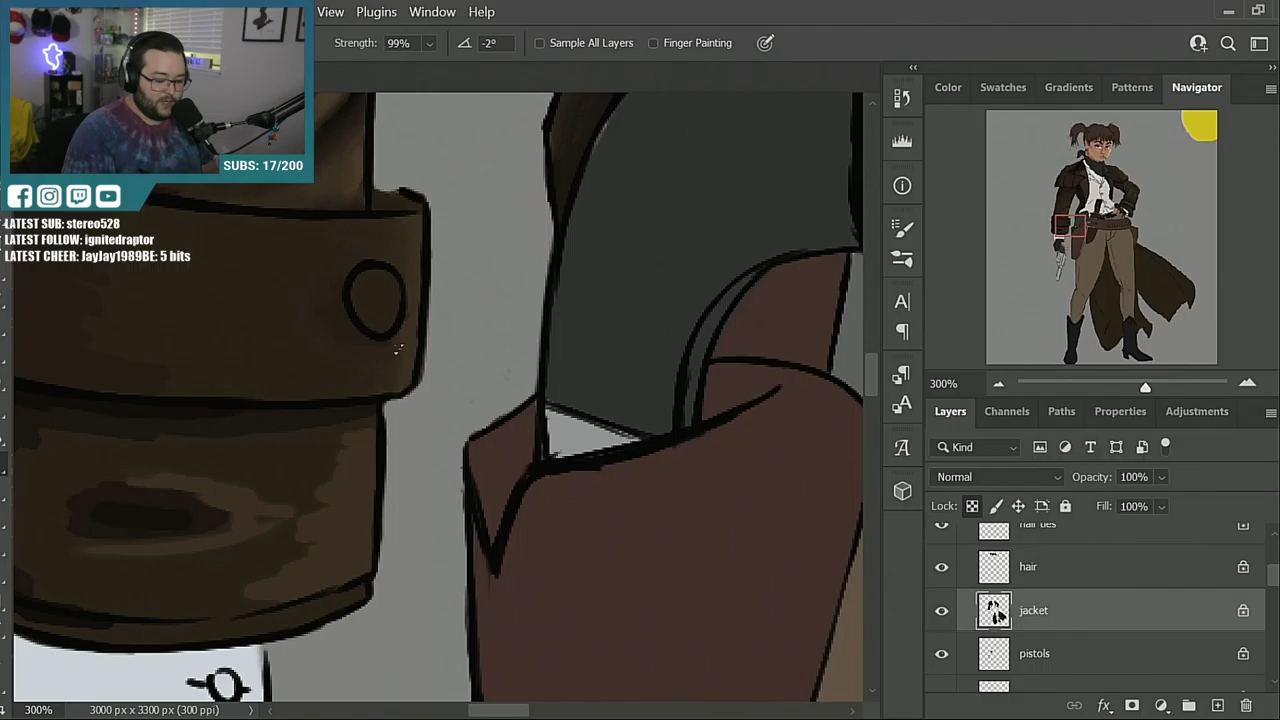 View Plugins Window Help
Strength: 99% -2° Sample All Layers Finger Painting
SUBS: 17/200
LATEST SUB: stereo528
LATEST FOLLOW: ignitedraptor
LATEST CHEER: JayJay1989BE: 5 bits
Color Swatches Gradients Patterns Navigator
300%
Layers Channels Paths Properties Adjustments
Kind
Normal Opacity: 100%
Lock: Fill: 100%
hair ties
hair
jacket
pistols
300% 3000 px x 3300 px (300 ppi)